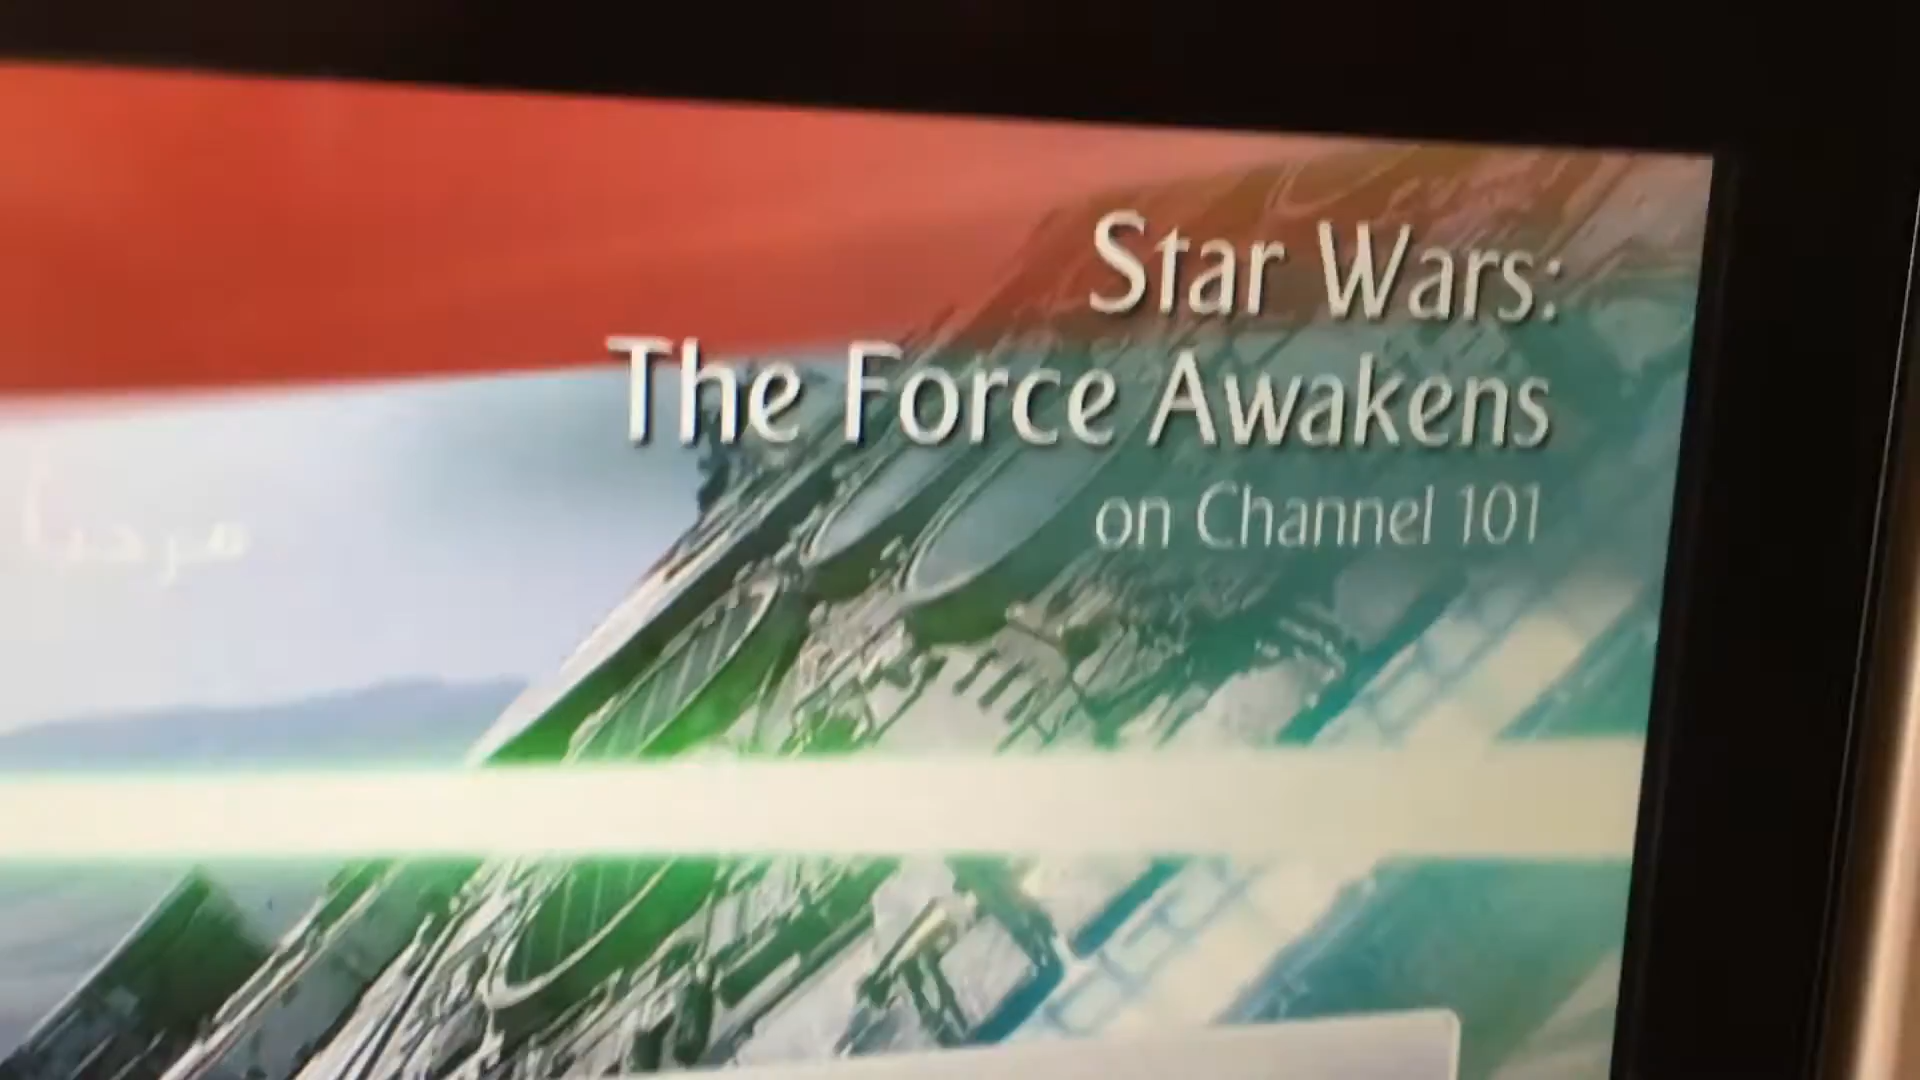 Star Wars:
The Force Awakens
on Channel 101
مرحباً